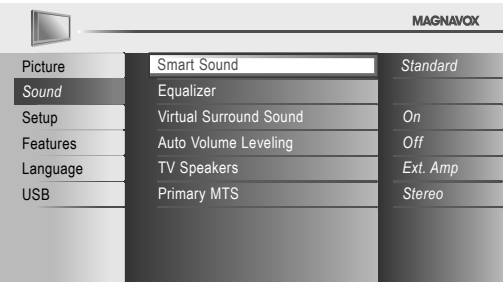 MAGNAVOX
Picture
Sound
Setup
Features
Language
USB
Smart Sound Standard
Equalizer
Virtual Surround Sound On
Auto Volume Leveling Off
TV Speakers Ext. Amp
Primary MTS Stereo